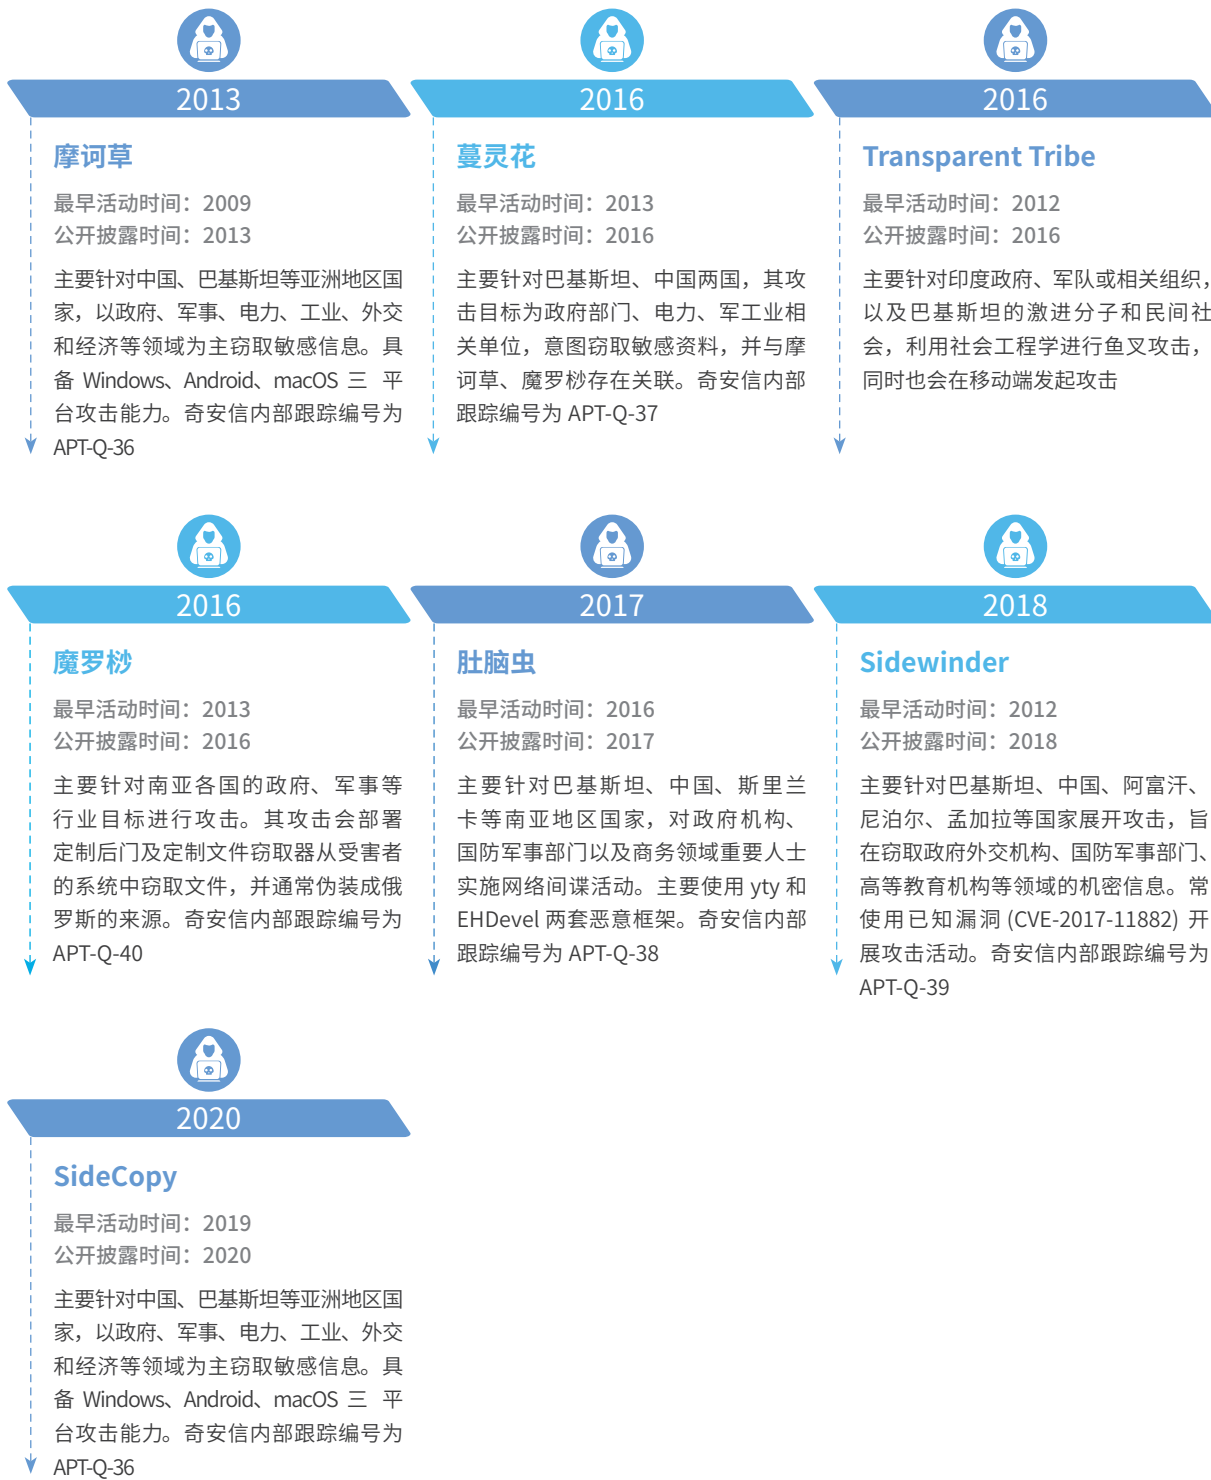 2013
摩诃草
最早活动时间：2009
公开披露时间：2013
主要针对中国、巴基斯坦等亚洲地区国
家，以政府、军事、电力、工业、外交
和经济等领域为主窃取敏感信息。具
备 Windows、Android、macOS 三 平
台攻击能力。奇安信内部跟踪编号为
APT-Q-36
2016
蔓灵花
最早活动时间：2013
公开披露时间：2016
主要针对巴基斯坦、中国两国，其攻
击目标为政府部门、电力、军工业相
关单位，意图窃取敏感资料，并与摩
诃草、魔罗桫存在关联。奇安信内部
跟踪编号为 APT-Q-37
2016
Transparent Tribe
最早活动时间：2012
公开披露时间：2016
主要针对印度政府、军队或相关组织，
以及巴基斯坦的激进分子和民间社
会，利用社会工程学进行鱼叉攻击，
同时也会在移动端发起攻击
2016
魔罗桫
最早活动时间：2013
公开披露时间：2016
主要针对南亚各国的政府、军事等
行业目标进行攻击。其攻击会部署
定制后门及定制文件窃取器从受害者
的系统中窃取文件，并通常伪装成俄
罗斯的来源。奇安信内部跟踪编号为
APT-Q-40
2017
肚脑虫
最早活动时间：2016
公开披露时间：2017
主要针对巴基斯坦、中国、斯里兰
卡等南亚地区国家，对政府机构、
国防军事部门以及商务领域重要人士
实施网络间谍活动。主要使用 yty 和
EHDevel 两套恶意框架。奇安信内部
跟踪编号为 APT-Q-38
2018
Sidewinder
最早活动时间：2012
公开披露时间：2018
主要针对巴基斯坦、中国、阿富汗、
尼泊尔、孟加拉等国家展开攻击，旨
在窃取政府外交机构、国防军事部门、
高等教育机构等领域的机密信息。常
使用已知漏洞 (CVE-2017-11882) 开
展攻击活动。奇安信内部跟踪编号为
APT-Q-39
2020
SideCopy
最早活动时间：2019
公开披露时间：2020
主要针对中国、巴基斯坦等亚洲地区国
家，以政府、军事、电力、工业、外交
和经济等领域为主窃取敏感信息。具
备 Windows、Android、macOS 三 平
台攻击能力。奇安信内部跟踪编号为
APT-Q-36